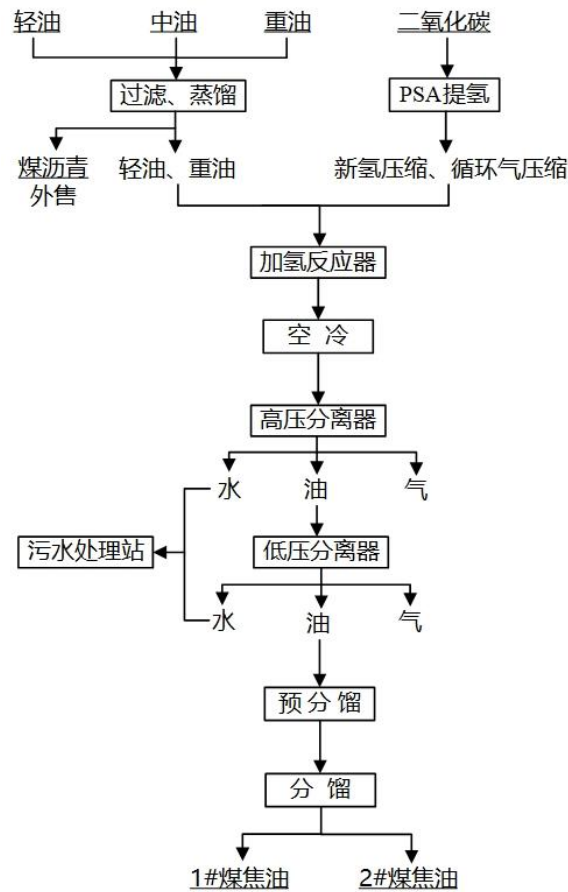 轻油 中油 重油 二氧化碳
过滤、蒸馏 PSA提氢
煤沥青 轻油、重油 新氢压缩、循环气压缩
外售
加氢反应器
空 冷
高压分离器
水 油 气
污水处理站 低压分离器
水 油 气
预分馏
分 馏
1#煤焦油 2#煤焦油